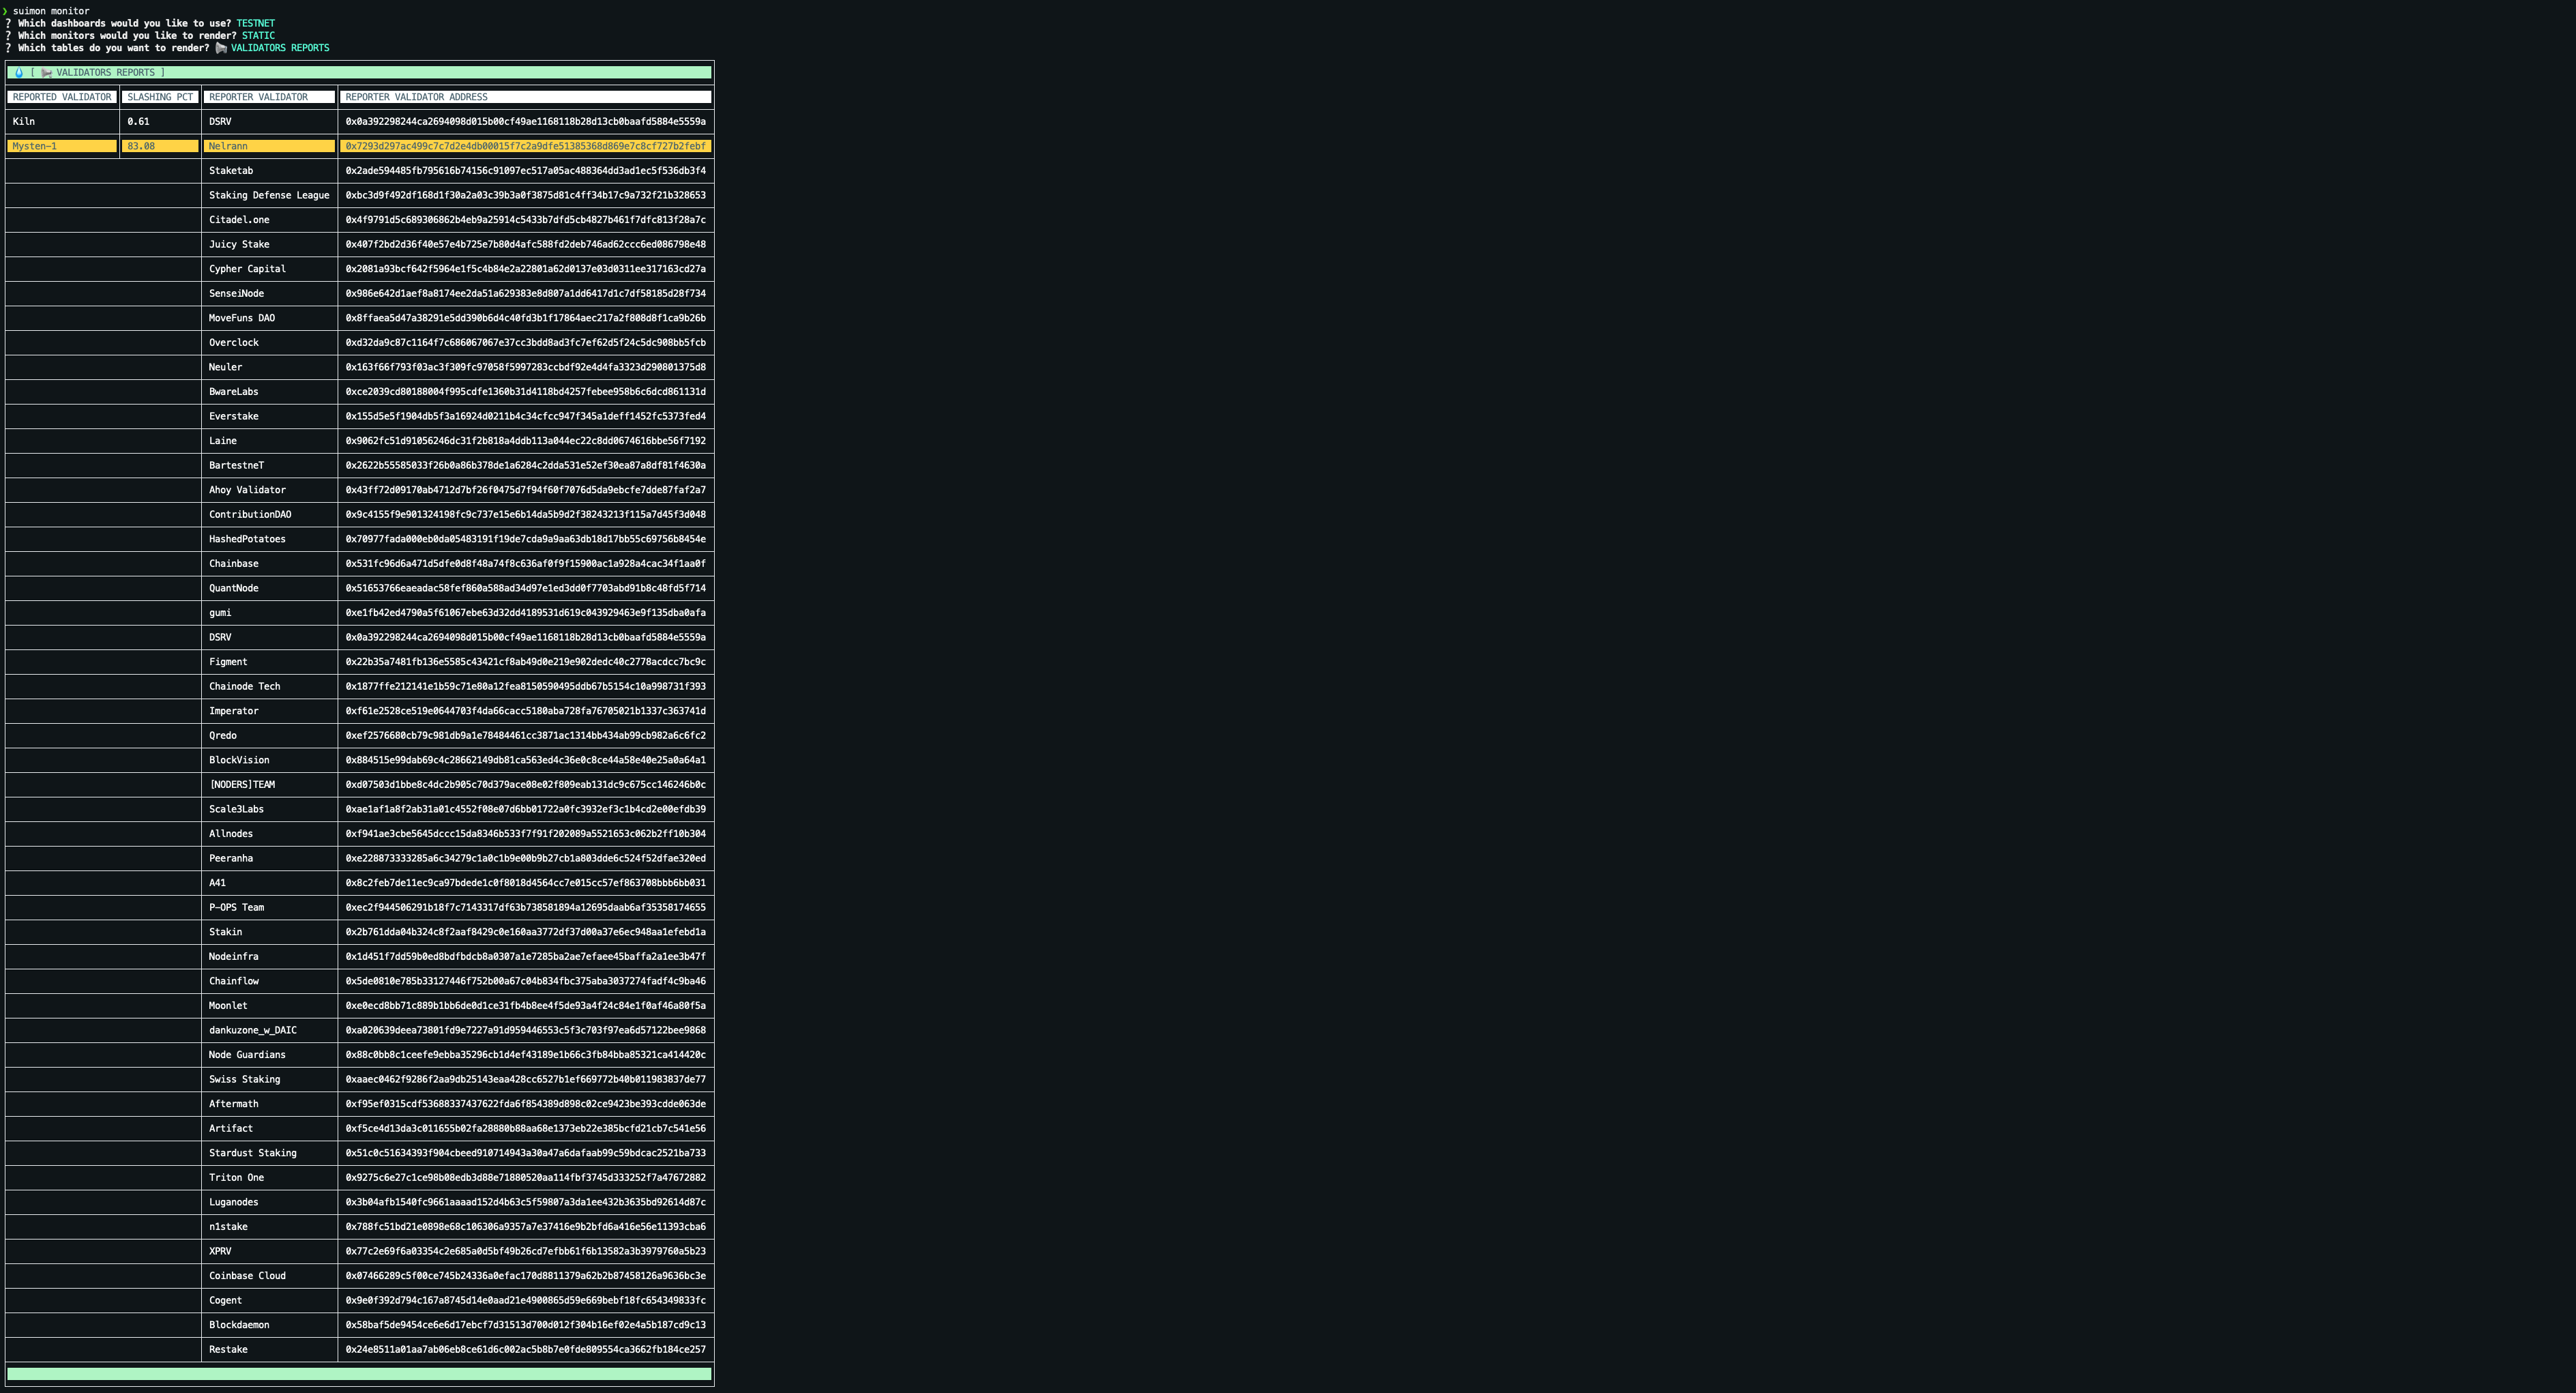 ❯ suimon monitor
? Which dashboards would you like to use? TESTNET
? Which monitors would you like to render? STATIC
? Which tables do you want to render? VALIDATORS REPORTS
[ VALIDATORS REPORTS ]
REPORTED VALIDATOR SLASHING PCT REPORTER VALIDATOR REPORTER VALIDATOR ADDRESS
Kiln 0.61 DSRV 0x0a392298244ca2694098d015b00cf49ae1168118b28d13cb0baafd5884e5559a
Mysten-1 83.08 Nelrann 0x7293d297ac499c7c7d2e4db00015f7c2a9dfe51385368d869e7c8cf727b2febf
Staketab 0x2ade594485fb795616b74156c91097ec517a05ac488364dd3ad1ec5f536db3f4
Staking Defense League 0xbc3d9f492df168d1f30a2a03c39b3a0f3875d81c4ff34b17c9a732f21b328653
Citadel.one 0x4f9791d5c689306862b4eb9a25914c5433b7dfd5cb4827b461f7dfc813f28a7c
Juicy Stake 0x407f2bd2d36f40e57e4b725e7b80d4afc588fd2deb746ad62ccc6ed086798e48
Cypher Capital 0x2081a93bcf642f5964e1f5c4b84e2a22801a62d0137e03d0311ee317163cd27a
SenseiNode 0x986e642d1aef8a8174ee2da51a629383e8d807a1dd6417d1c7df58185d28f734
MoveFuns DAO 0x8ffaea5d47a38291e5dd390b6d4c40fd3b1f17864aec217a2f808d8f1ca9b26b
Overclock 0xd32da9c87c1164f7c686067067e37cc3bdd8ad3fc7ef62d5f24c5dc908bb5fcb
Neuler 0x163f66f793f03ac3f309fc97058f5997283ccbdf92e4d4fa3323d290801375d8
BwareLabs 0xce2039cd80188004f995cdfe1360b31d4118bd4257febee958b6c6dcd861131d
Everstake 0x155d5e5f1904db5f3a16924d0211b4c34cfcc947f345a1deff1452fc5373fed4
Laine 0x9062fc51d91056246dc31f2b818a4ddb113a044ec22c8dd0674616bbe56f7192
BartestneT 0x2622b55585033f26b0a86b378de1a6284c2dda531e52ef30ea87a8df81f4630a
Ahoy Validator 0x43ff72d09170ab4712d7bf26f0475d7f94f60f7076d5da9ebcfe7dde87faf2a7
ContributionDAO 0x9c4155f9e901324198fc9c737e15e6b14da5b9d2f38243213f115a7d45f3d048
HashedPotatoes 0x70977fada000eb0da05483191f19de7cda9a9aa63db18d17bb55c69756b8454e
Chainbase 0x531fc96d6a471d5dfe0d8f48a74f8c636af0f9f15900ac1a928a4cac34f1aa0f
QuantNode 0x51653766eaeadac58fef860a588ad34d97e1ed3dd0f7703abd91b8c48fd5f714
gumi 0xe1fb42ed4790a5f61067ebe63d32dd4189531d619c043929463e9f135dba0afa
DSRV 0x0a392298244ca2694098d015b00cf49ae1168118b28d13cb0baafd5884e5559a
Figment 0x22b35a7481fb136e5585c43421cf8ab49d0e219e902dedc40c2778acdcc7bc9c
Chainode Tech 0x1877ffe212141e1b59c71e80a12fea8150590495ddb67b5154c10a998731f393
Imperator 0xf61e2528ce519e0644703f4da66cacc5180aba728fa76705021b1337c363741d
Qredo 0xef2576680cb79c981db9a1e78484461cc3871ac1314bb434ab99cb982a6c6fc2
BlockVision 0x884515e99dab69c4c28662149db81ca563ed4c36e0c8ce44a58e40e25a0a64a1
[NODERS]TEAM 0xd07503d1bbe8c4dc2b905c70d379ace08e02f809eab131dc9c675cc146246b0c
Scale3Labs 0xae1af1a8f2ab31a01c4552f08e07d6bb01722a0fc3932ef3c1b4cd2e00efdb39
Allnodes 0xf941ae3cbe5645dccc15da8346b533f7f91f202089a5521653c062b2ff10b304
Peeranha 0xe228873333285a6c34279c1a0c1b9e00b9b27cb1a803dde6c524f52dfae320ed
A41 0x8c2feb7de11ec9ca97bdede1c0f8018d4564cc7e015cc57ef863708bbb6bb031
P-OPS Team 0xec2f944506291b18f7c7143317df63b738581894a12695daab6af35358174655
Stakin 0x2b761dda04b324c8f2aaf8429c0e160aa3772df37d00a37e6ec948aa1efebd1a
Nodeinfra 0x1d451f7dd59b0ed8bdfbdcb8a0307a1e7285ba2ae7efaee45baffa2a1ee3b47f
Chainflow 0x5de0810e785b33127446f752b00a67c04b834fbc375aba3037274fadf4c9ba46
Moonlet 0xe0ecd8bb71c889b1bb6de0d1ce31fb4b8ee4f5de93a4f24c84e1f0af46a80f5a
dankuzone_w_DAIC 0xa020639deea73801fd9e7227a91d959446553c5f3c703f97ea6d57122bee9868
Node Guardians 0x88c0bb8c1ceefe9ebba35296cb1d4ef43189e1b66c3fb84bba85321ca414420c
Swiss Staking 0xaaec0462f9286f2aa9db25143eaa428cc6527b1ef669772b40b011983837de77
Aftermath 0xf95ef0315cdf53688337437622fda6f854389d898c02ce9423be393cdde063de
Artifact 0xf5ce4d13da3c011655b02fa28880b88aa68e1373eb22e385bcfd21cb7c541e56
Stardust Staking 0x51c0c51634393f904cbeed910714943a30a47a6dafaab99c59bdcac2521ba733
Triton One 0x9275c6e27c1ce98b08edb3d88e71880520aa114fbf3745d333252f7a47672882
Luganodes 0x3b04afb1540fc9661aaaad152d4b63c5f59807a3da1ee432b3635bd92614d87c
n1stake 0x788fc51bd21e0898e68c106306a9357a7e37416e9b2bfd6a416e56e11393cba6
XPRV 0x77c2e69f6a03354c2e685a0d5bf49b26cd7efbb61f6b13582a3b3979760a5b23
Coinbase Cloud 0x07466289c5f00ce745b24336a0efac170d8811379a62b2b87458126a9636bc3e
Cogent 0x9e0f392d794c167a8745d14e0aad21e4900865d59e669bebf18fc654349833fc
Blockdaemon 0x58baf5de9454ce6e6d17ebcf7d31513d700d012f304b16ef02e4a5b187cd9c13
Restake 0x24e8511a01aa7ab06eb8ce61d6c002ac5b8b7e0fde809554ca3662fb184ce257